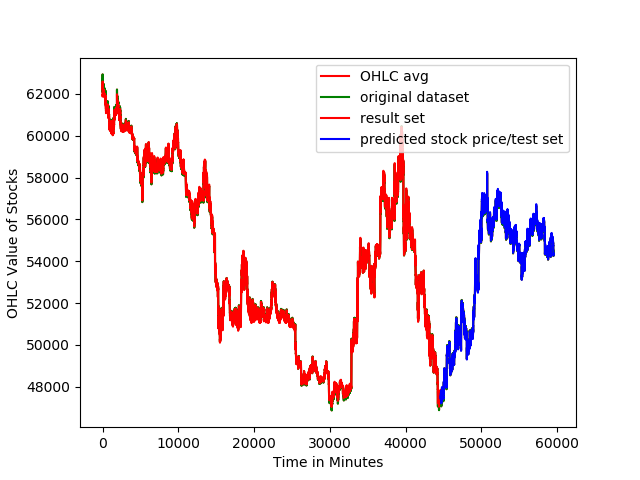 OHLC avg
original dataset
result set
predicted stock price/test set
OHLC Value of Stocks
62000
60000
58000
56000
54000
52000
50000
48000
0 10000 20000 30000 40000 50000 60000
Time in Minutes